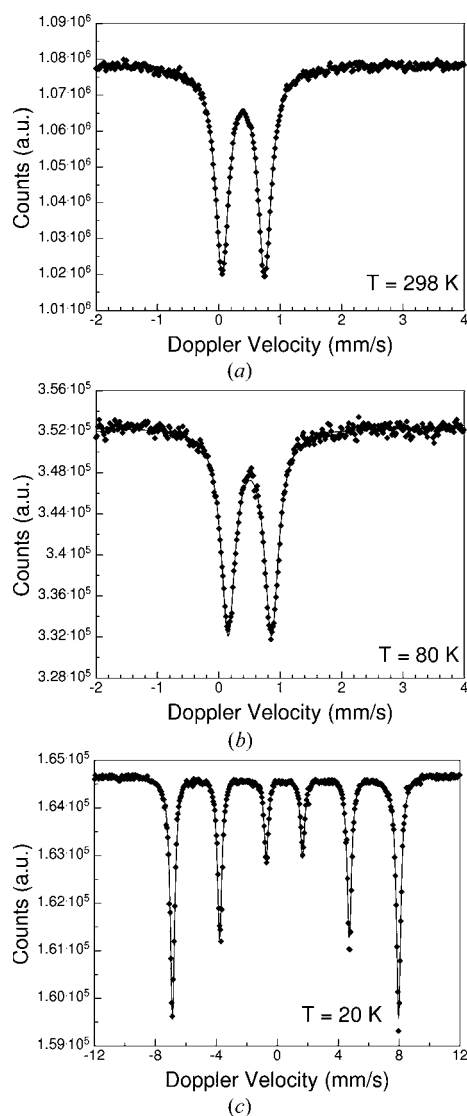 1.09·10⁶
1.08·10⁶
1.07·10⁶
1.06·10⁶
1.05·10⁶
1.04·10⁶
1.03·10⁶
1.02·10⁶
1.01·10⁶
Counts (a.u.)
T = 298 K
-2 -1 0 1 2 3 4
Doppler Velocity (mm/s)
(a)
3.56·10⁵
3.52·10⁵
3.48·10⁵
3.44·10⁵
3.4·10⁵
3.36·10⁵
3.32·10⁵
3.28·10⁵
Counts (a.u.)
T = 80 K
-2 -1 0 1 2 3 4
Doppler Velocity (mm/s)
(b)
1.65·10⁵
1.64·10⁵
1.63·10⁵
1.62·10⁵
1.61·10⁵
1.60·10⁵
1.59·10⁵
Counts (a.u.)
T = 20 K
-12 -8 -4 0 4 8 12
Doppler Velocity (mm/s)
(c)